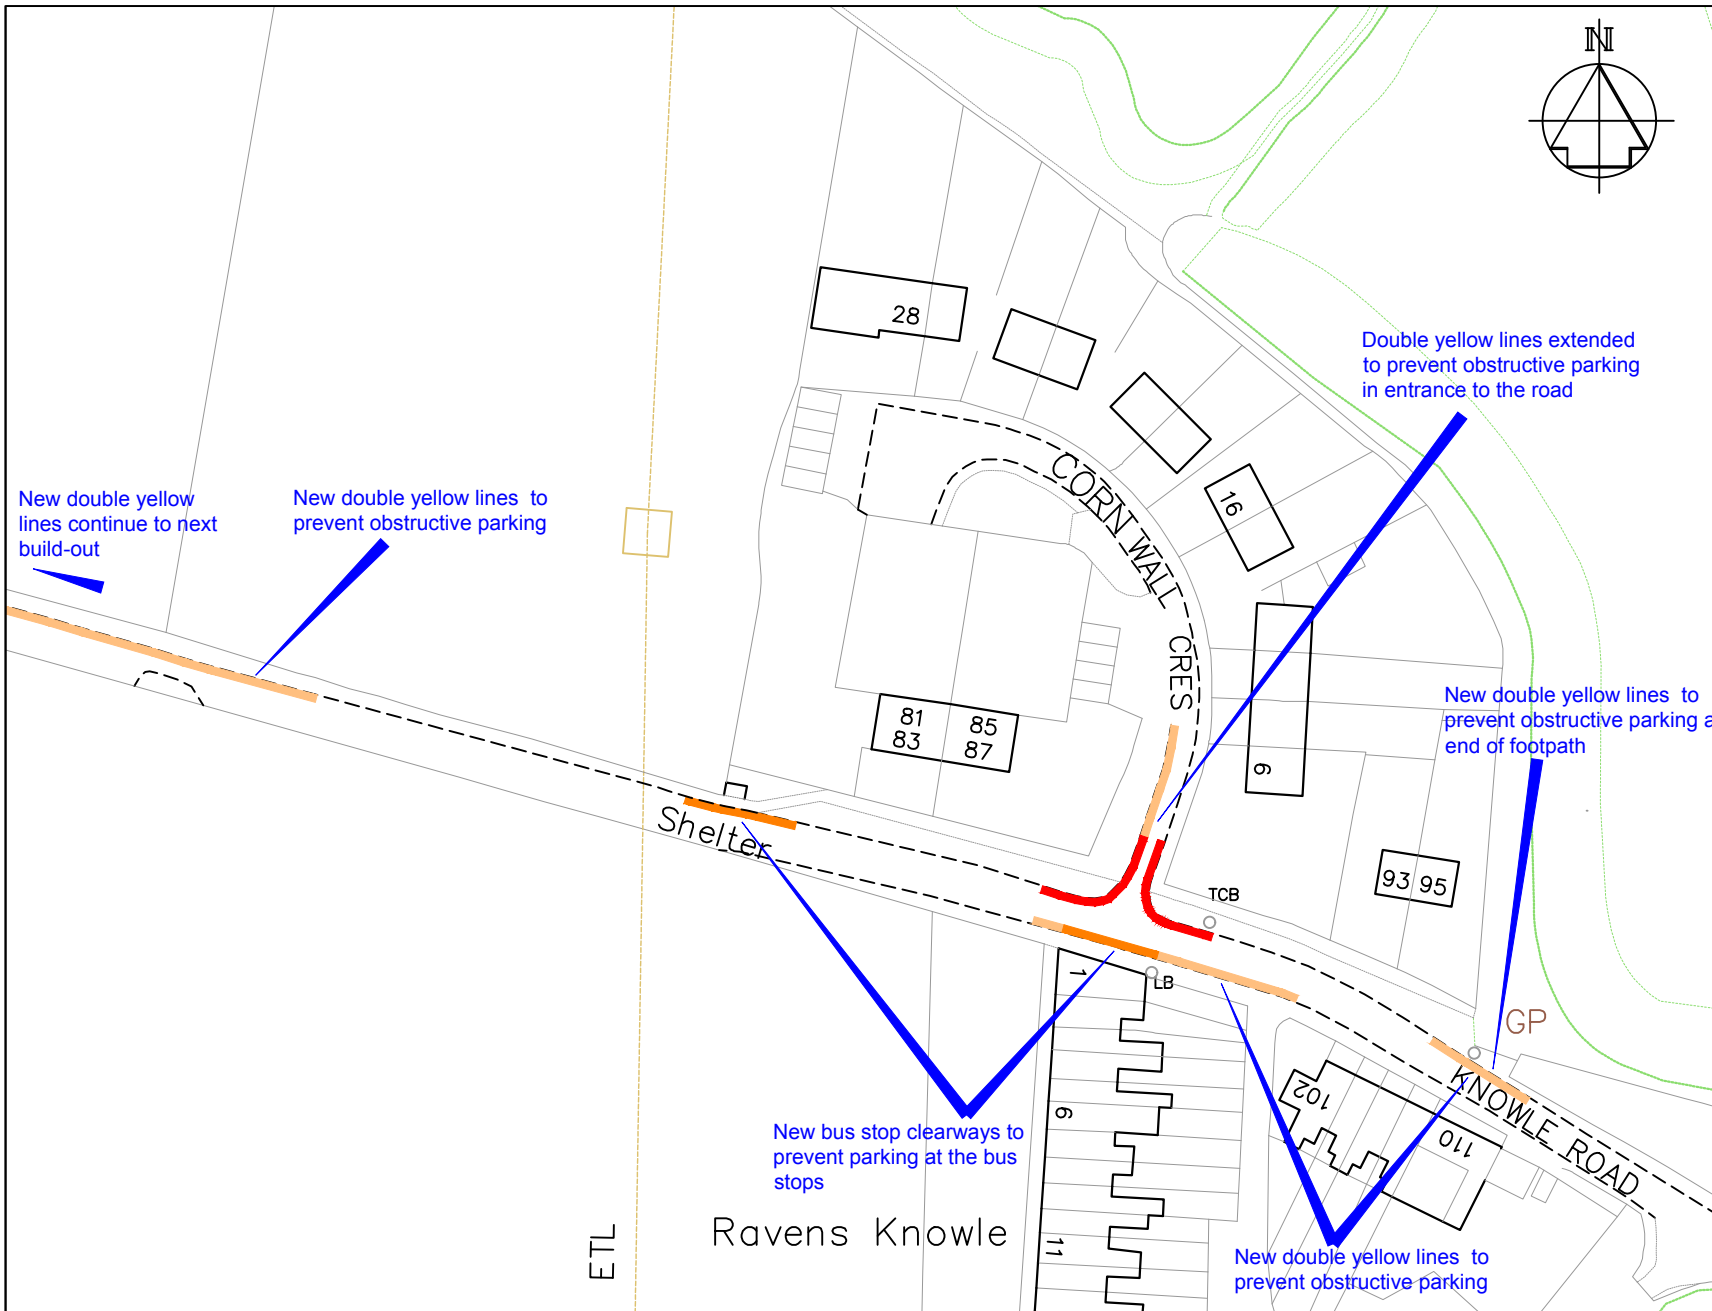 N
28
Double yellow lines extended
to prevent obstructive parking
in entrance to the road
New double yellow
lines continue to next
build-out
New double yellow lines to
prevent obstructive parking
CORNWALL
CRES
16
New double yellow lines to
prevent obstructive parking a
end of footpath
81
83
85
87
6
Shelter
93 95
TCB
LB
1
GP
KNOWLE ROAD
102
110
6
New bus stop clearways to
prevent parking at the bus
stops
Ravens Knowle
11
ETL
New double yellow lines to
prevent obstructive parking